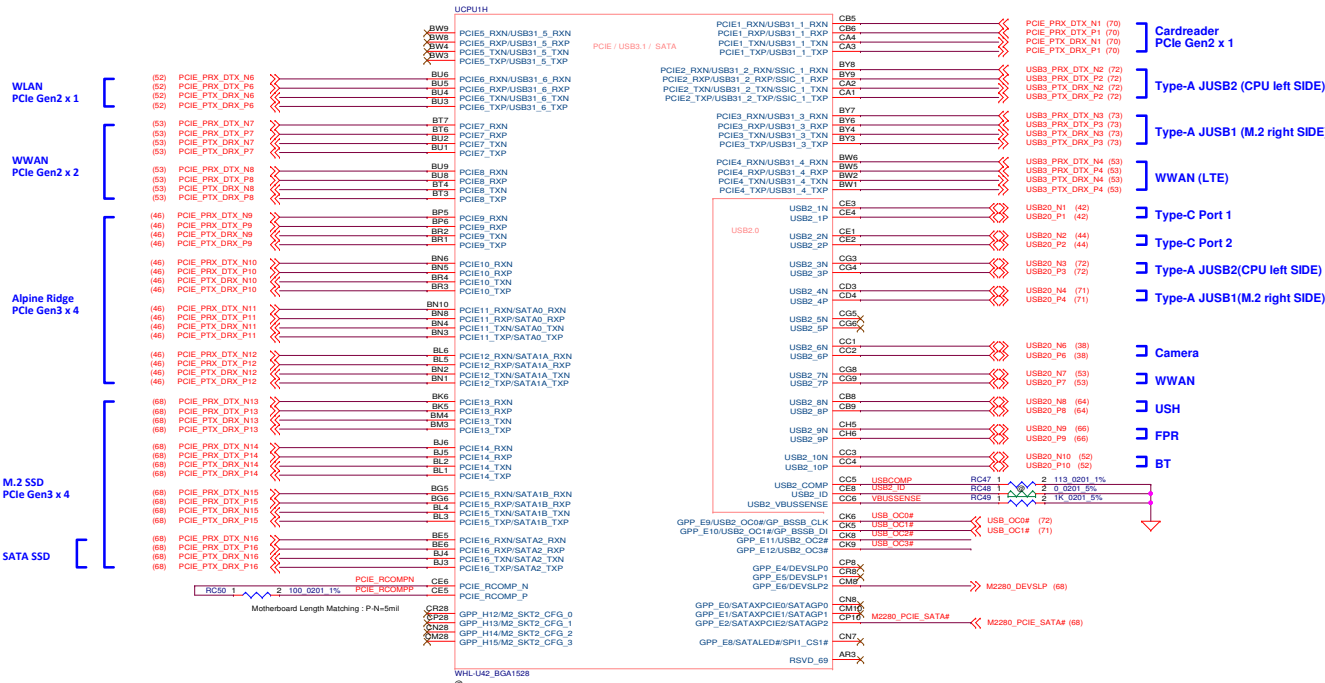 UCPU1H
PCIE / USB3.1 / SATA
BW9 PCIE5_RXN/USB31_5_RXN
BW8 PCIE5_RXP/USB31_5_RXP
BW4 PCIE5_TXN/USB31_5_TXN
BW3 PCIE5_TXP/USB31_5_TXP
WLAN
PCIe Gen2 x 1
(52) PCIE_PRX_DTX_N6 BU6 PCIE6_RXN/USB31_6_RXN
(52) PCIE_PRX_DTX_P6 BU5 PCIE6_RXP/USB31_6_RXP
(52) PCIE_PTX_DRX_N6 BU4 PCIE6_TXN/USB31_6_TXN
(52) PCIE_PTX_DRX_P6 BU3 PCIE6_TXP/USB31_6_TXP
WWAN
PCIe Gen2 x 2
(53) PCIE_PRX_DTX_N7 BT7 PCIE7_RXN
(53) PCIE_PRX_DTX_P7 BT6 PCIE7_RXP
(53) PCIE_PTX_DRX_N7 BU2 PCIE7_TXN
(53) PCIE_PTX_DRX_P7 BU1 PCIE7_TXP
(53) PCIE_PRX_DTX_N8 BU9 PCIE8_RXN
(53) PCIE_PRX_DTX_P8 BU8 PCIE8_RXP
(53) PCIE_PTX_DRX_N8 BT4 PCIE8_TXN
(53) PCIE_PTX_DRX_P8 BT3 PCIE8_TXP
Alpine Ridge
PCIe Gen3 x 4
(46) PCIE_PRX_DTX_N9 BP5 PCIE9_RXN
(46) PCIE_PRX_DTX_P9 BP6 PCIE9_RXP
(46) PCIE_PTX_DRX_N9 BR2 PCIE9_TXN
(46) PCIE_PTX_DRX_P9 BR1 PCIE9_TXP
(46) PCIE_PRX_DTX_N10 BN6 PCIE10_RXN
(46) PCIE_PRX_DTX_P10 BN5 PCIE10_RXP
(46) PCIE_PTX_DRX_N10 BR4 PCIE10_TXN
(46) PCIE_PTX_DRX_P10 BR3 PCIE10_TXP
(46) PCIE_PRX_DTX_N11 BN10 PCIE11_RXN/SATA0_RXN
(46) PCIE_PRX_DTX_P11 BN8 PCIE11_RXP/SATA0_RXP
(46) PCIE_PTX_DRX_N11 BN4 PCIE11_TXN/SATA0_TXN
(46) PCIE_PTX_DRX_P11 BN3 PCIE11_TXP/SATA0_TXP
(46) PCIE_PRX_DTX_N12 BL6 PCIE12_RXN/SATA1A_RXN
(46) PCIE_PRX_DTX_P12 BL5 PCIE12_RXP/SATA1A_RXP
(46) PCIE_PTX_DRX_N12 BN2 PCIE12_TXN/SATA1A_TXN
(46) PCIE_PTX_DRX_P12 BN1 PCIE12_TXP/SATA1A_TXP
M.2 SSD
PCIe Gen3 x 4
(68) PCIE_PRX_DTX_N13 BK6 PCIE13_RXN
(68) PCIE_PRX_DTX_P13 BK5 PCIE13_RXP
(68) PCIE_PTX_DRX_N13 BM4 PCIE13_TXN
(68) PCIE_PTX_DRX_P13 BM3 PCIE13_TXP
(68) PCIE_PRX_DTX_N14 BJ6 PCIE14_RXN
(68) PCIE_PRX_DTX_P14 BJ5 PCIE14_RXP
(68) PCIE_PTX_DRX_N14 BL2 PCIE14_TXN
(68) PCIE_PTX_DRX_P14 BL1 PCIE14_TXP
(68) PCIE_PRX_DTX_N15 BG5 PCIE15_RXN/SATA1B_RXN
(68) PCIE_PRX_DTX_P15 BG6 PCIE15_RXP/SATA1B_RXP
(68) PCIE_PTX_DRX_N15 BL4 PCIE15_TXN/SATA1B_TXN
(68) PCIE_PTX_DRX_P15 BL3 PCIE15_TXP/SATA1B_TXP
SATA SSD
(68) PCIE_PRX_DTX_N16 BE5 PCIE16_RXN/SATA2_RXN
(68) PCIE_PRX_DTX_P16 BE6 PCIE16_RXP/SATA2_RXP
(68) PCIE_PTX_DRX_N16 BJ4 PCIE16_TXN/SATA2_TXN
(68) PCIE_PTX_DRX_P16 BJ3 PCIE16_TXP/SATA2_TXP
PCIE_RCOMPN CE6 PCIE_RCOMP_N
RC50 1 2 100_0201_1% PCIE_RCOMPP CE5 PCIE_RCOMP_P
Motherboard Length Matching : P-N=5mil
CR28 GPP_H12/M2_SKT2_CFG_0
CP28 GPP_H13/M2_SKT2_CFG_1
CN28 GPP_H14/M2_SKT2_CFG_2
CM28 GPP_H15/M2_SKT2_CFG_3
PCIE1_RXN/USB31_1_RXN CB5 PCIE_PRX_DTX_N1 (70)
PCIE1_RXP/USB31_1_RXP CB6 PCIE_PRX_DTX_P1 (70)
PCIE1_TXN/USB31_1_TXN CA4 PCIE_PTX_DRX_N1 (70)
PCIE1_TXP/USB31_1_TXP CA3 PCIE_PTX_DRX_P1 (70)
Cardreader
PCIe Gen2 x 1
PCIE2_RXN/USB31_2_RXN/SSIC_1_RXN BY8 USB3_PRX_DTX_N2 (72)
PCIE2_RXP/USB31_2_RXP/SSIC_1_RXP BY9 USB3_PRX_DTX_P2 (72)
PCIE2_TXN/USB31_2_TXN/SSIC_1_TXN CA2 USB3_PTX_DRX_N2 (72)
PCIE2_TXP/USB31_2_TXP/SSIC_1_TXP CA1 USB3_PTX_DRX_P2 (72)
Type-A JUSB2 (CPU left SIDE)
PCIE3_RXN/USB31_3_RXN BY7 USB3_PRX_DTX_N3 (73)
PCIE3_RXP/USB31_3_RXP BY6 USB3_PRX_DTX_P3 (73)
PCIE3_TXN/USB31_3_TXN BY4 USB3_PTX_DRX_N3 (73)
PCIE3_TXP/USB31_3_TXP BY3 USB3_PTX_DRX_P3 (73)
Type-A JUSB1 (M.2 right SIDE
PCIE4_RXN/USB31_4_RXN BW6 USB3_PRX_DTX_N4 (53)
PCIE4_RXP/USB31_4_RXP BW5 USB3_PRX_DTX_P4 (53)
PCIE4_TXN/USB31_4_TXN BW2 USB3_PTX_DRX_N4 (53)
PCIE4_TXP/USB31_4_TXP BW1 USB3_PTX_DRX_P4 (53)
WWAN (LTE)
USB2.0
USB2_1N CE3 USB20_N1 (42)
USB2_1P CE4 USB20_P1 (42)
Type-C Port 1
USB2_2N CE1 USB20_N2 (44)
USB2_2P CE2 USB20_P2 (44)
Type-C Port 2
USB2_3N CG3 USB20_N3 (72)
USB2_3P CG4 USB20_P3 (72)
Type-A JUSB2(CPU left SIDE)
USB2_4N CD3 USB20_N4 (71)
USB2_4P CD4 USB20_P4 (71)
Type-A JUSB1(M.2 right SIDE)
USB2_5N CG5
USB2_5P CG6
USB2_6N CC1 USB20_N6 (38)
USB2_6P CC2 USB20_P6 (38)
Camera
USB2_7N CG8 USB20_N7 (53)
USB2_7P CG9 USB20_P7 (53)
WWAN
USB2_8N CB8 USB20_N8 (64)
USB2_8P CB9 USB20_P8 (64)
USH
USB2_9N CH5 USB20_N9 (66)
USB2_9P CH6 USB20_P9 (66)
FPR
USB2_10N CC3 USB20_N10 (52)
USB2_10P CC4 USB20_P10 (52)
BT
USB2_COMP CC5 USBCOMP RC47 1 2 113_0201_1%
USB2_ID CE8 USB2_ID RC48 1 @ 2 0_0201_5%
USB2_VBUSSENSE CC6 VBUSSENSE RC49 1 2 1K_0201_5%
GPP_E9/USB2_OC0#/GP_BSSB_CLK CK6 USB_OC0# USB_OC0# (72)
GPP_E10/USB2_OC1#/GP_BSSB_DI CK5 USB_OC1# USB_OC1# (71)
GPP_E11/USB2_OC2# CK8 USB_OC2#
GPP_E12/USB2_OC3# CK9 USB_OC3#
GPP_E4/DEVSLP0 CP8
GPP_E5/DEVSLP1 CR8
GPP_E6/DEVSLP2 CM8 M2280_DEVSLP (68)
GPP_E0/SATAXPCIE0/SATAGP0 CN8
GPP_E1/SATAXPCIE1/SATAGP1 CM10
GPP_E2/SATAXPCIE2/SATAGP2 CP10 M2280_PCIE_SATA# M2280_PCIE_SATA# (68)
GPP_E8/SATALED#/SPI1_CS1# CN7
RSVD_69 AR3
WHL-U42_BGA1528